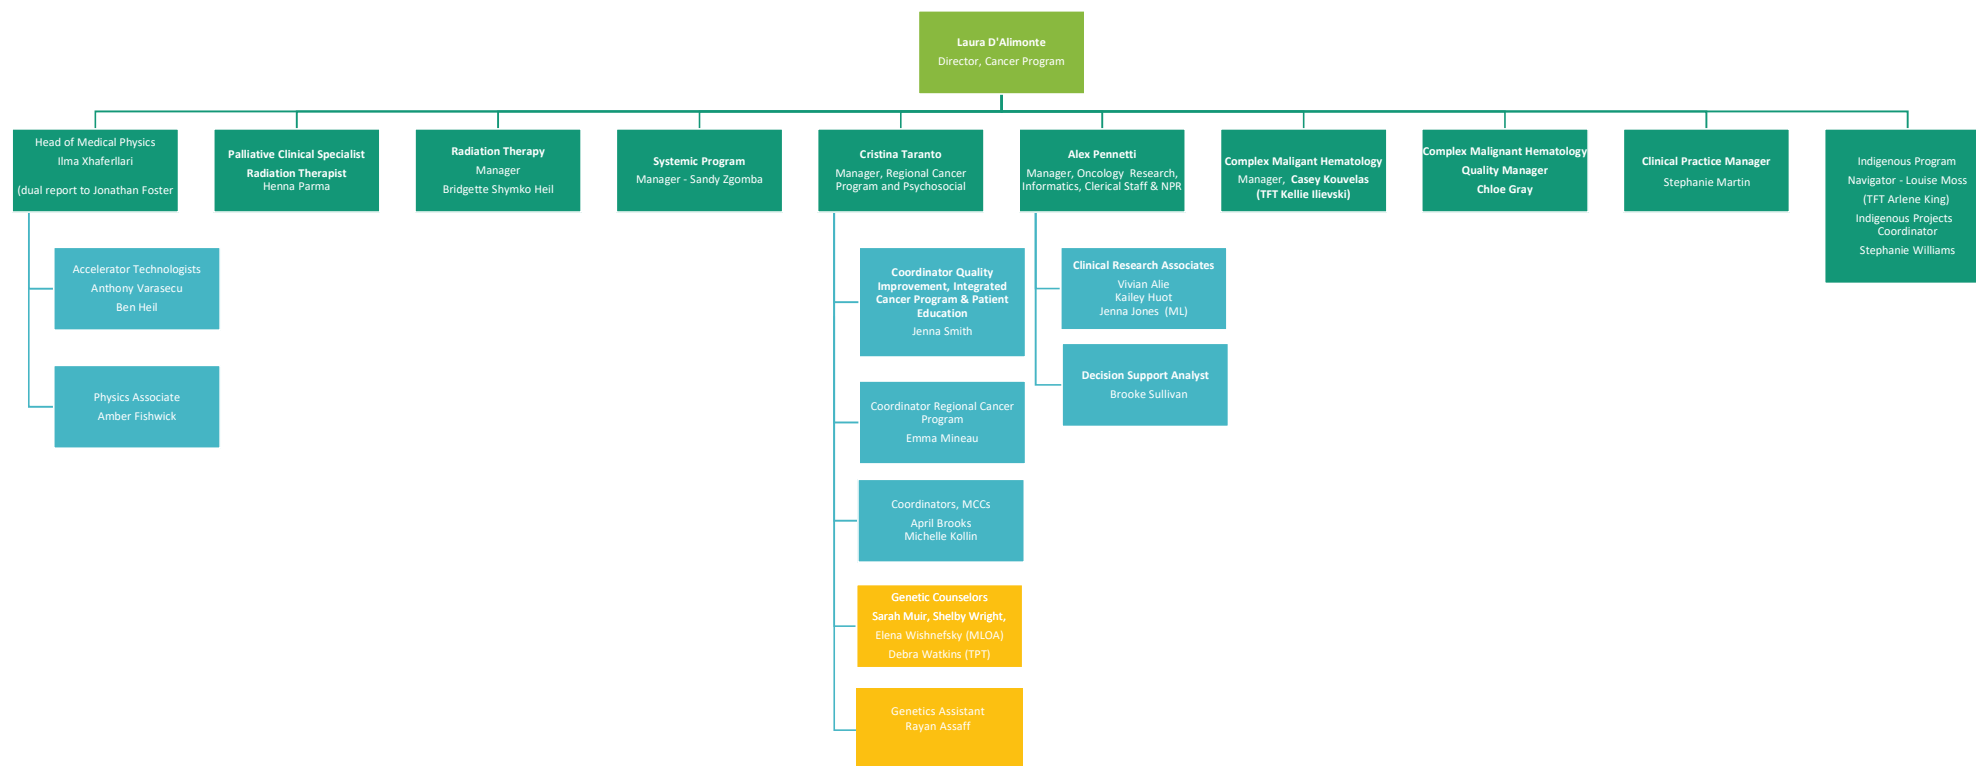 Laura D'Alimonte
Director, Cancer Program
Head of Medical Physics
Ilma Xhaferllari
(dual report to Jonathan Foster
Palliative Clinical Specialist
Radiation Therapist
Henna Parma
Radiation Therapy
Manager
Bridgette Shymko Heil
Systemic Program
Manager - Sandy Zgomba
Cristina Taranto
Manager, Regional Cancer
Program and Psychosocial
Alex Pennetti
Manager, Oncology Research,
Informatics, Clerical Staff & NPR
Complex Maligant Hematology
Manager, Casey Kouvelas
(TFT Kellie Ilievski)
Complex Malignant Hematology
Quality Manager
Chloe Gray
Clinical Practice Manager
Stephanie Martin
Indigenous Program
Navigator - Louise Moss
(TFT Arlene King)
Indigenous Projects
Coordinator
Stephanie Williams
Accelerator Technologists
Anthony Varasecu
Ben Heil
Physics Associate
Amber Fishwick
Coordinator Quality
Improvement, Integrated
Cancer Program & Patient
Education
Jenna Smith
Coordinator Regional Cancer
Program
Emma Mineau
Coordinators, MCCs
April Brooks
Michelle Kollin
Genetic Counselors
Sarah Muir, Shelby Wright,
Elena Wishnefsky (MLOA)
Debra Watkins (TPT)
Genetics Assistant
Rayan Assaff
Clinical Research Associates
Vivian Alie
Kailey Huot
Jenna Jones (ML)
Decision Support Analyst
Brooke Sullivan